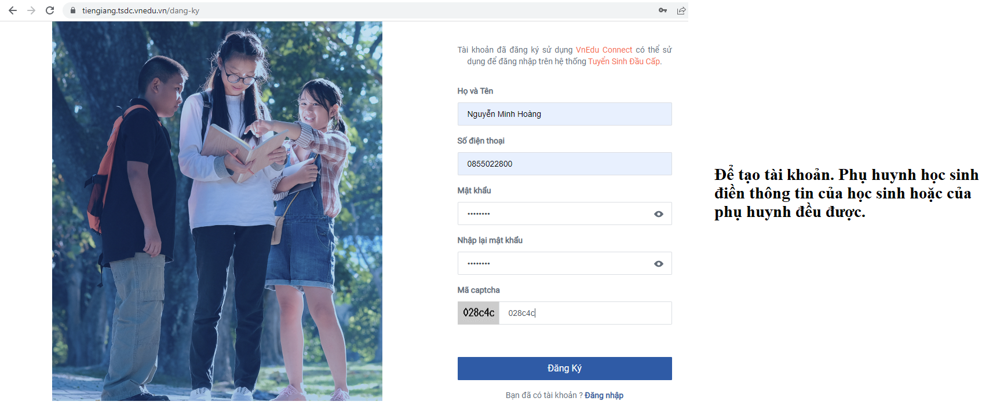 tiengiang.tsdc.vnedu.vn/dang-ky
Tài khoản đã đăng ký sử dụng VnEdu Connect có thể sử
dụng để đăng nhập trên hệ thống Tuyển Sinh Đầu Cấp.
Họ và Tên
Nguyễn Minh Hoàng
Số điện thoại
0855022800
Mật khẩu
••••••••
Nhập lại mật khẩu
••••••••
Mã captcha
028c4c 028c4c
Đăng Ký
Bạn đã có tài khoản ? Đăng nhập
Để tạo tài khoản. Phụ huynh học sinh
điền thông tin của học sinh hoặc của
phụ huynh đều được.